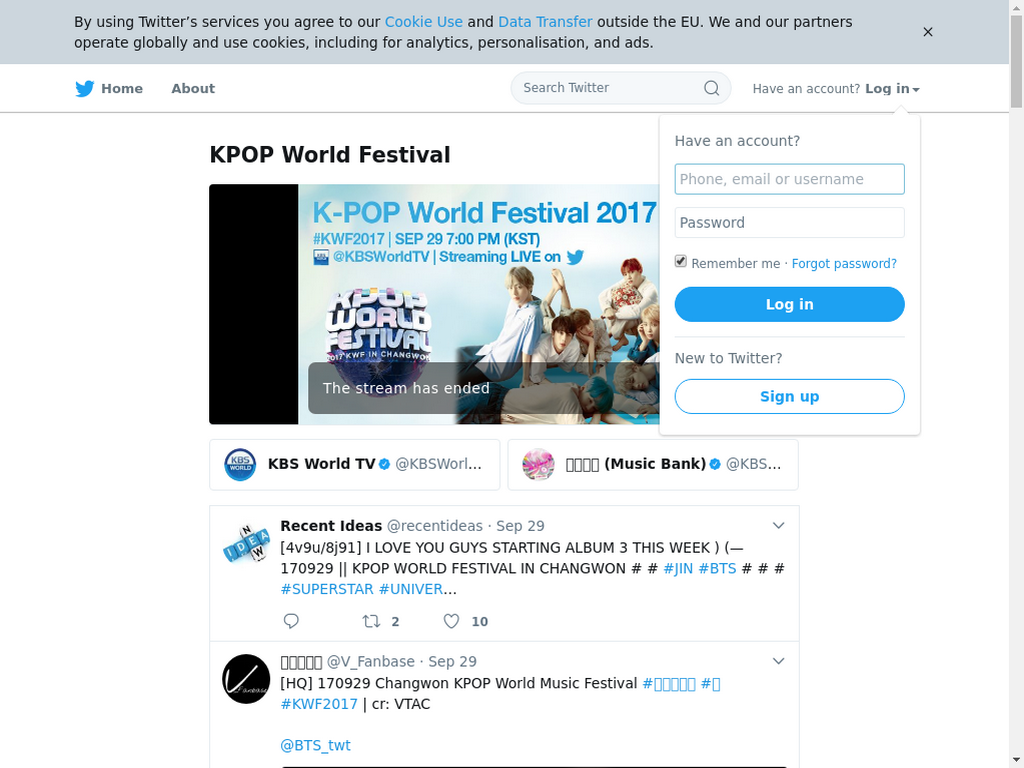 By using Twitter’s services you agree to our Cookie Use and Data Transfer outside the EU. We and our partners
operate globally and use cookies, including for analytics, personalisation, and ads.
Home
About
Search Twitter
Have an account? Log in
Have an account?
Phone, email or username
Password
Remember me · Forgot password?
Log in
New to Twitter?
Sign up
KPOP World Festival
K-POP World Festival 2017
#KWF2017 | SEP 29 7:00 PM (KST)
@KBSWorldTV | Streaming LIVE on
KPOP
WORLD
FESTIVAL
2017 KWF IN CHANGWON
The stream has ended
KBS
WORLD
KBS World TV @KBSWorl...
(Music Bank) @KBS...
NEW
IDEA
Recent Ideas @recentideas · Sep 29
[4v9u/8j91] I LOVE YOU GUYS STARTING ALBUM 3 THIS WEEK ) (—
170929 || KPOP WORLD FESTIVAL IN CHANGWON # # #JIN #BTS # # #
#SUPERSTAR #UNIVER...
2
10
V Fanbase
@V_Fanbase · Sep 29
[HQ] 170929 Changwon KPOP World Music Festival
#KWF2017 | cr: VTAC
@BTS_twt